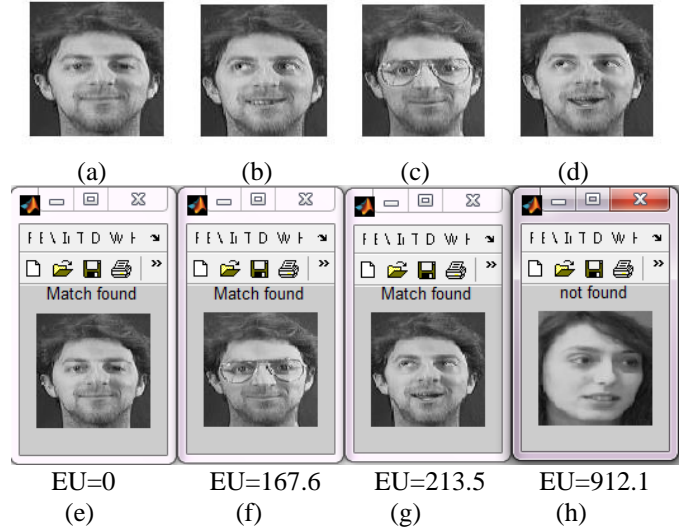 (a) (b) (c) (d)
Match found Match found Match found not found
EU=0 EU=167.6 EU=213.5 EU=912.1
(e) (f) (g) (h)